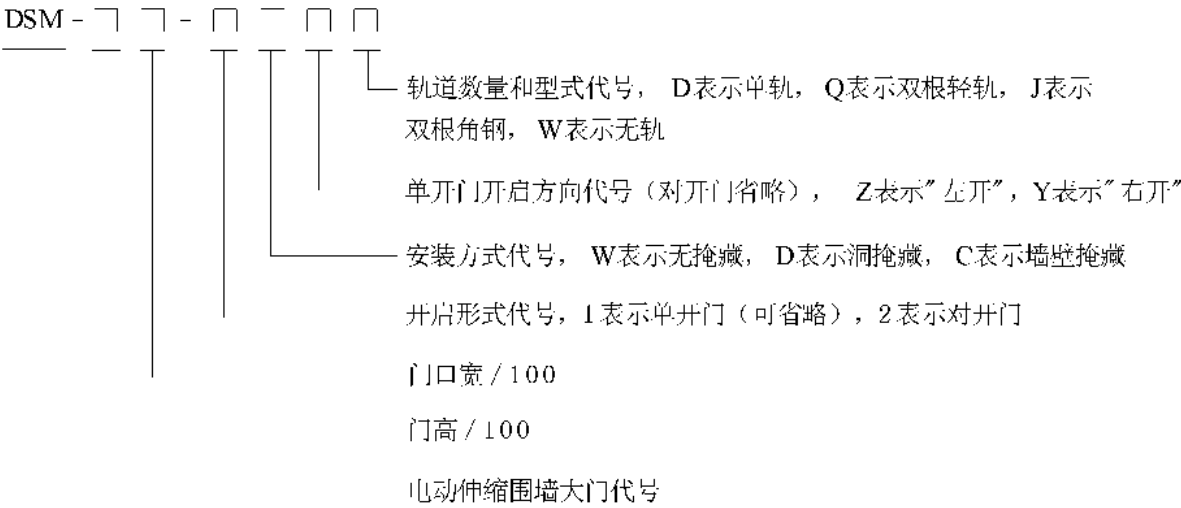 DSM - □ □ - □ □ □ □
轨道数量和型式代号， D表示单轨， Q表示双根轻轨， J表示
双根角钢， W表示无轨
单开门开启方向代号（对开门省略）， Z表示″左开″，Y表示″右开″
安装方式代号， W表示无掩藏， D表示洞掩藏， C表示墙壁掩藏
开启形式代号，1表示单开门（可省略），2表示对开门
门口宽/100
门高/100
电动伸缩围墙大门代号